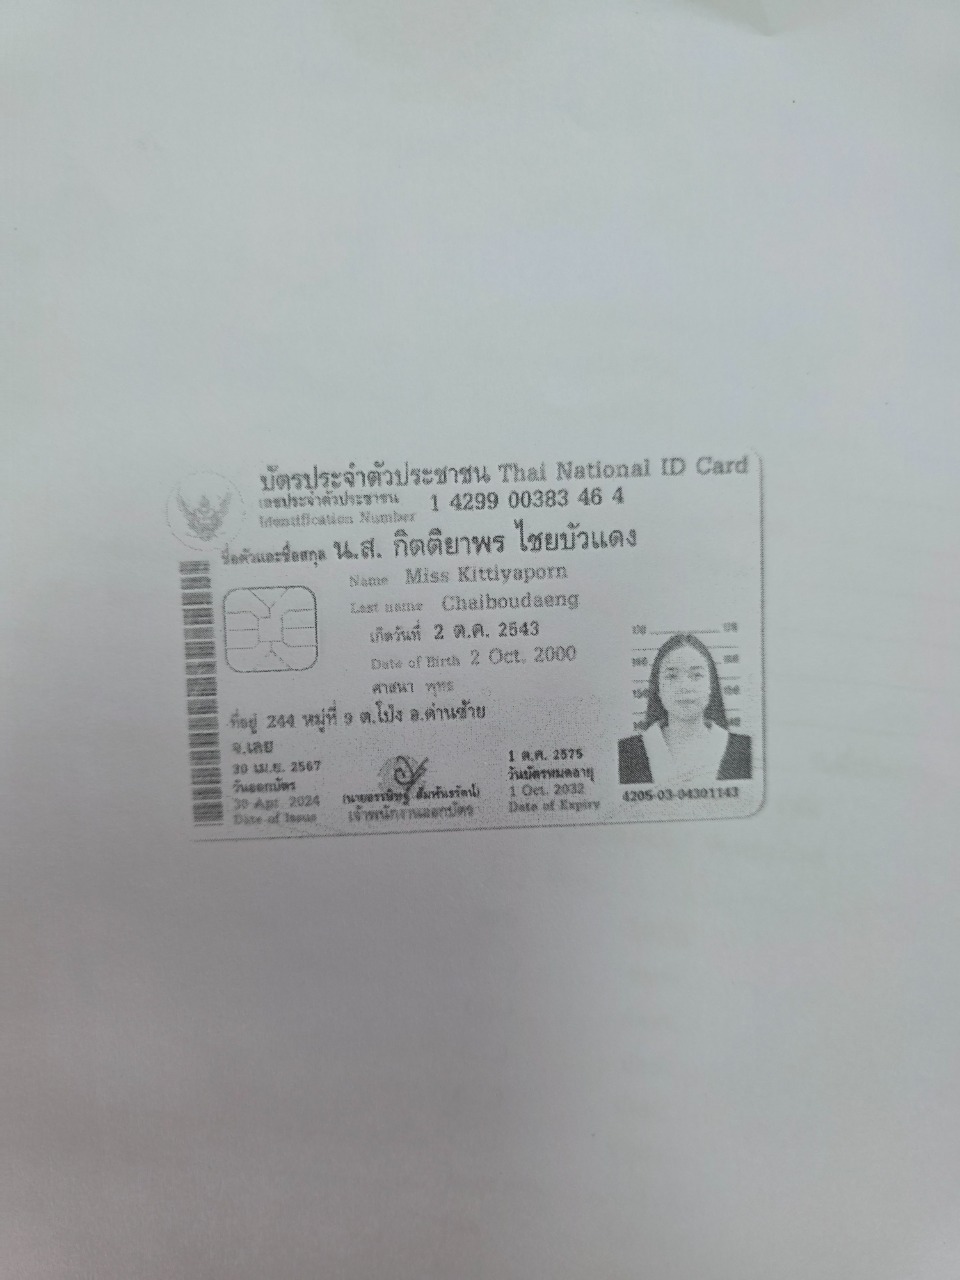 บัตรประจำตัวประชาชน Thai National ID Card
เลขประจำตัวประชาชน 1 4299 00383 46 4
Identification Number
ชื่อตัวและชื่อสกุล น.ส. กิตติยาพร ไชยบัวแดง
Name Miss Kittiyaporn
Last name Chaiboudaeng
เกิดวันที่ 2 ต.ค. 2543
Date of Birth 2 Oct. 2000
ศาสนา พุทธ
ที่อยู่ 244 หมู่ที่ 9 ต.โป่ง อ.ด่านซ้าย
จ.เลย
30 เม.ย. 2567
วันออกบัตร
30 Apr. 2024
Date of Issue
เจ้าพนักงานออกบัตร
1 ต.ค. 2575
วันบัตรหมดอายุ
1 Oct. 2032
Date of Expiry
4205-03-04301143